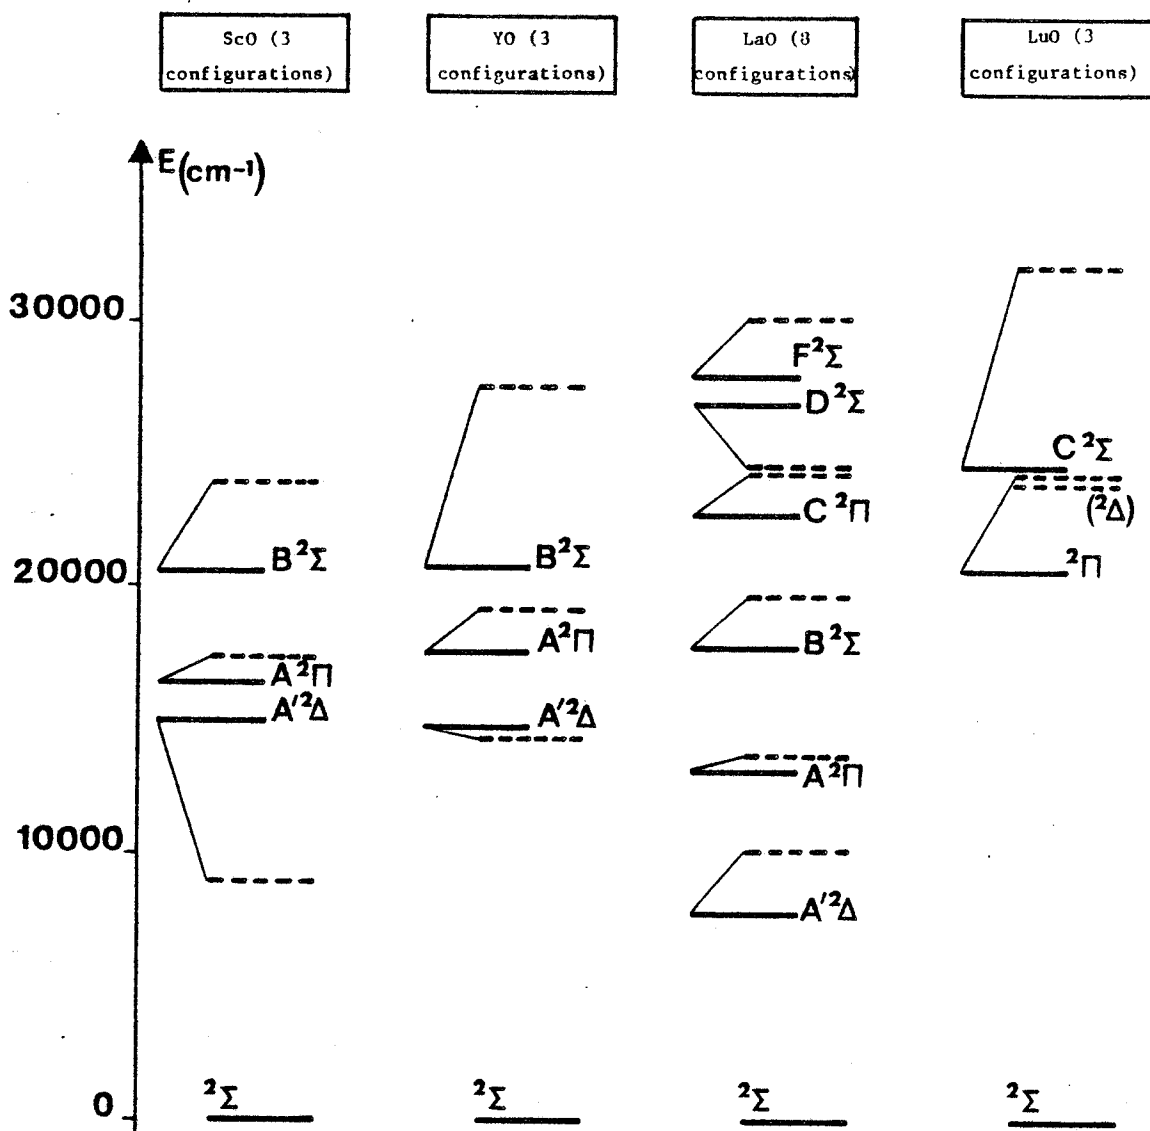 ScO (3
configurations)
YO (3
configurations)
LaO (8
configurations)
LuO (3
configurations)
E(cm⁻¹)
30000
20000
10000
0
B²Σ
A²Π
A′²Δ
²Σ
B²Σ
A²Π
A′²Δ
²Σ
F²Σ
D²Σ
C²Π
B²Σ
A²Π
A′²Δ
²Σ
C²Σ
(²Δ)
²Π
²Σ